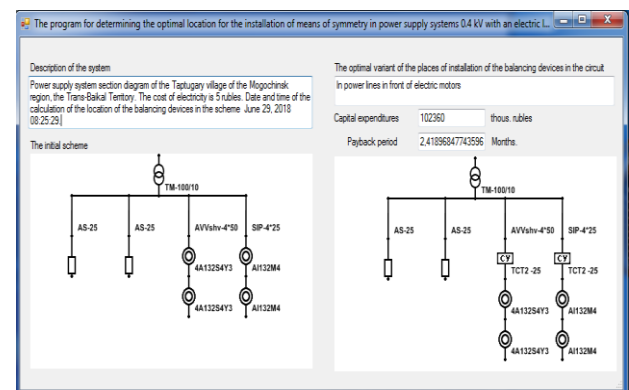 The program for determining the optimal location for the installation of means of symmetry in power supply systems 0.4 kV with an electric l...
Description of the system
Power supply system section diagram of the Taptugary village of the Mogochinsk
region, the Trans-Baikal Territory. The cost of electricity is 5 rubles. Date and time of the
calculation of the location of the balancing devices in the scheme June 29, 2018
08:25:29.
The initial scheme
TM-100/10
AS-25 AS-25 AVVshv-4*50 SIP-4*25
4A132S4Y3 AI132M4
4A132S4Y3 AI132M4
The optimal variant of the places of installation of the balancing devices in the circuit
In power lines in front of electric motors
Capital expenditures 102360 thous. rubles
Payback period 2,41896847743596 Months.
TM-100/10
AS-25 AS-25 AVVshv-4*50 SIP-4*25
СУ СУ
TCT2 -25 TCT2 -25
4A132S4Y3 AI132M4
4A132S4Y3 AI132M4